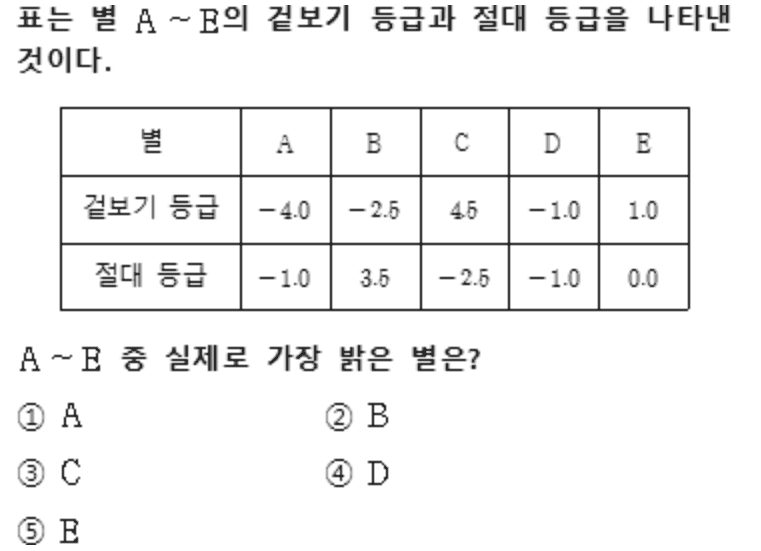 표는 별 A ~ E의 겉보기 등급과 절대 등급을 나타낸
것이다.
별 A B C D E
겉보기 등급 -4.0 -2.5 4.5 -1.0 1.0
절대 등급 -1.0 3.5 -2.5 -1.0 0.0
A ~ E 중 실제로 가장 밝은 별은?
① A ② B
③ C ④ D
⑤ E